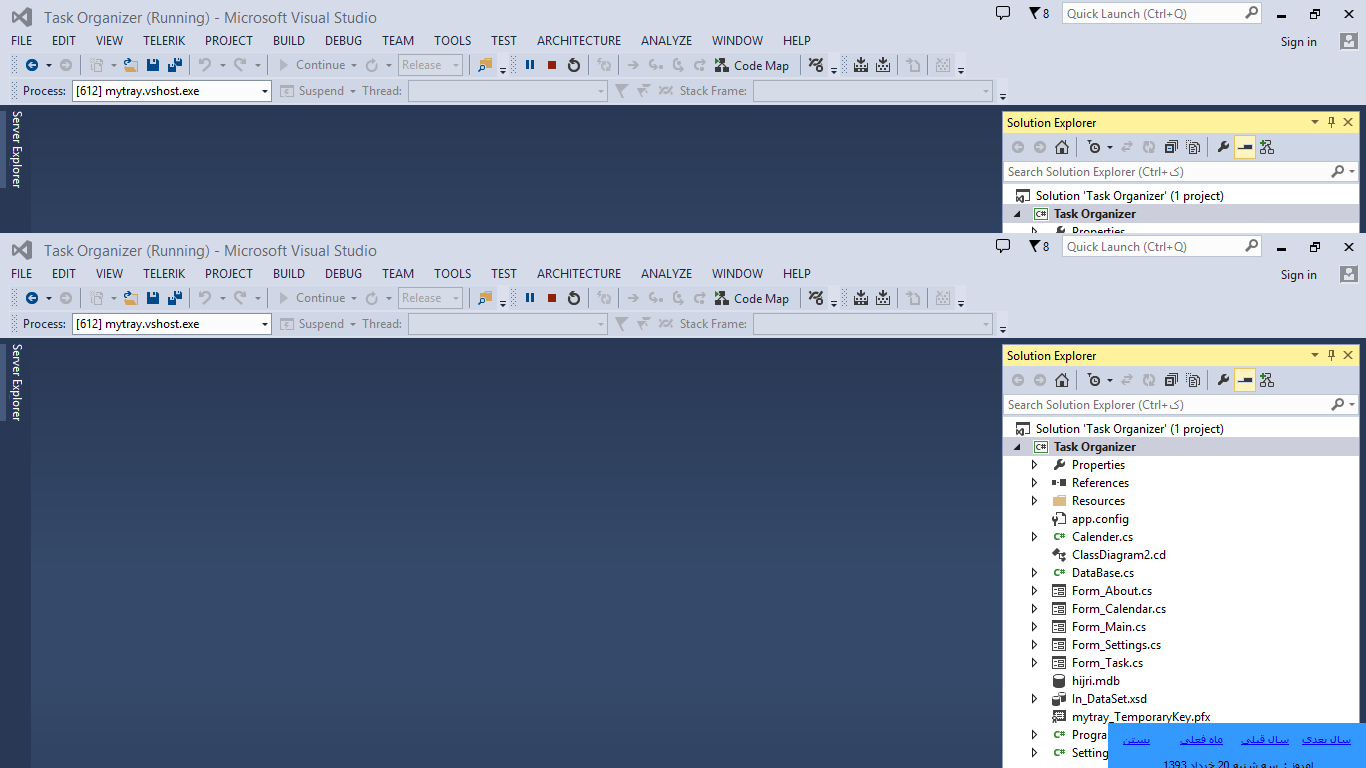 Task Organizer (Running) - Microsoft Visual Studio
8
Quick Launch (Ctrl+Q)
FILE EDIT VIEW TELERIK PROJECT BUILD DEBUG TEAM TOOLS TEST ARCHITECTURE ANALYZE WINDOW HELP
Sign in
Continue Release Code Map
Process: [612] mytray.vshost.exe Suspend Thread: Stack Frame:
Server Explorer
Solution Explorer
Search Solution Explorer (Ctrl+ک)
Solution 'Task Organizer' (1 project)
C# Task Organizer
Properties
Task Organizer (Running) - Microsoft Visual Studio
8
Quick Launch (Ctrl+Q)
FILE EDIT VIEW TELERIK PROJECT BUILD DEBUG TEAM TOOLS TEST ARCHITECTURE ANALYZE WINDOW HELP
Sign in
Continue Release Code Map
Process: [612] mytray.vshost.exe Suspend Thread: Stack Frame:
Server Explorer
Solution Explorer
Search Solution Explorer (Ctrl+ک)
Solution 'Task Organizer' (1 project)
C# Task Organizer
Properties
References
Resources
app.config
C# Calender.cs
ClassDiagram2.cd
C# DataBase.cs
Form_About.cs
Form_Calendar.cs
Form_Main.cs
Form_Settings.cs
Form_Task.cs
hijri.mdb
In_DataSet.xsd
mytray_TemporaryKey.pfx
C# Progra
C# Setting
سال بعدی سال قبلی ماه فعلی بستن
امروز : سه شنبه 20 خرداد 1393